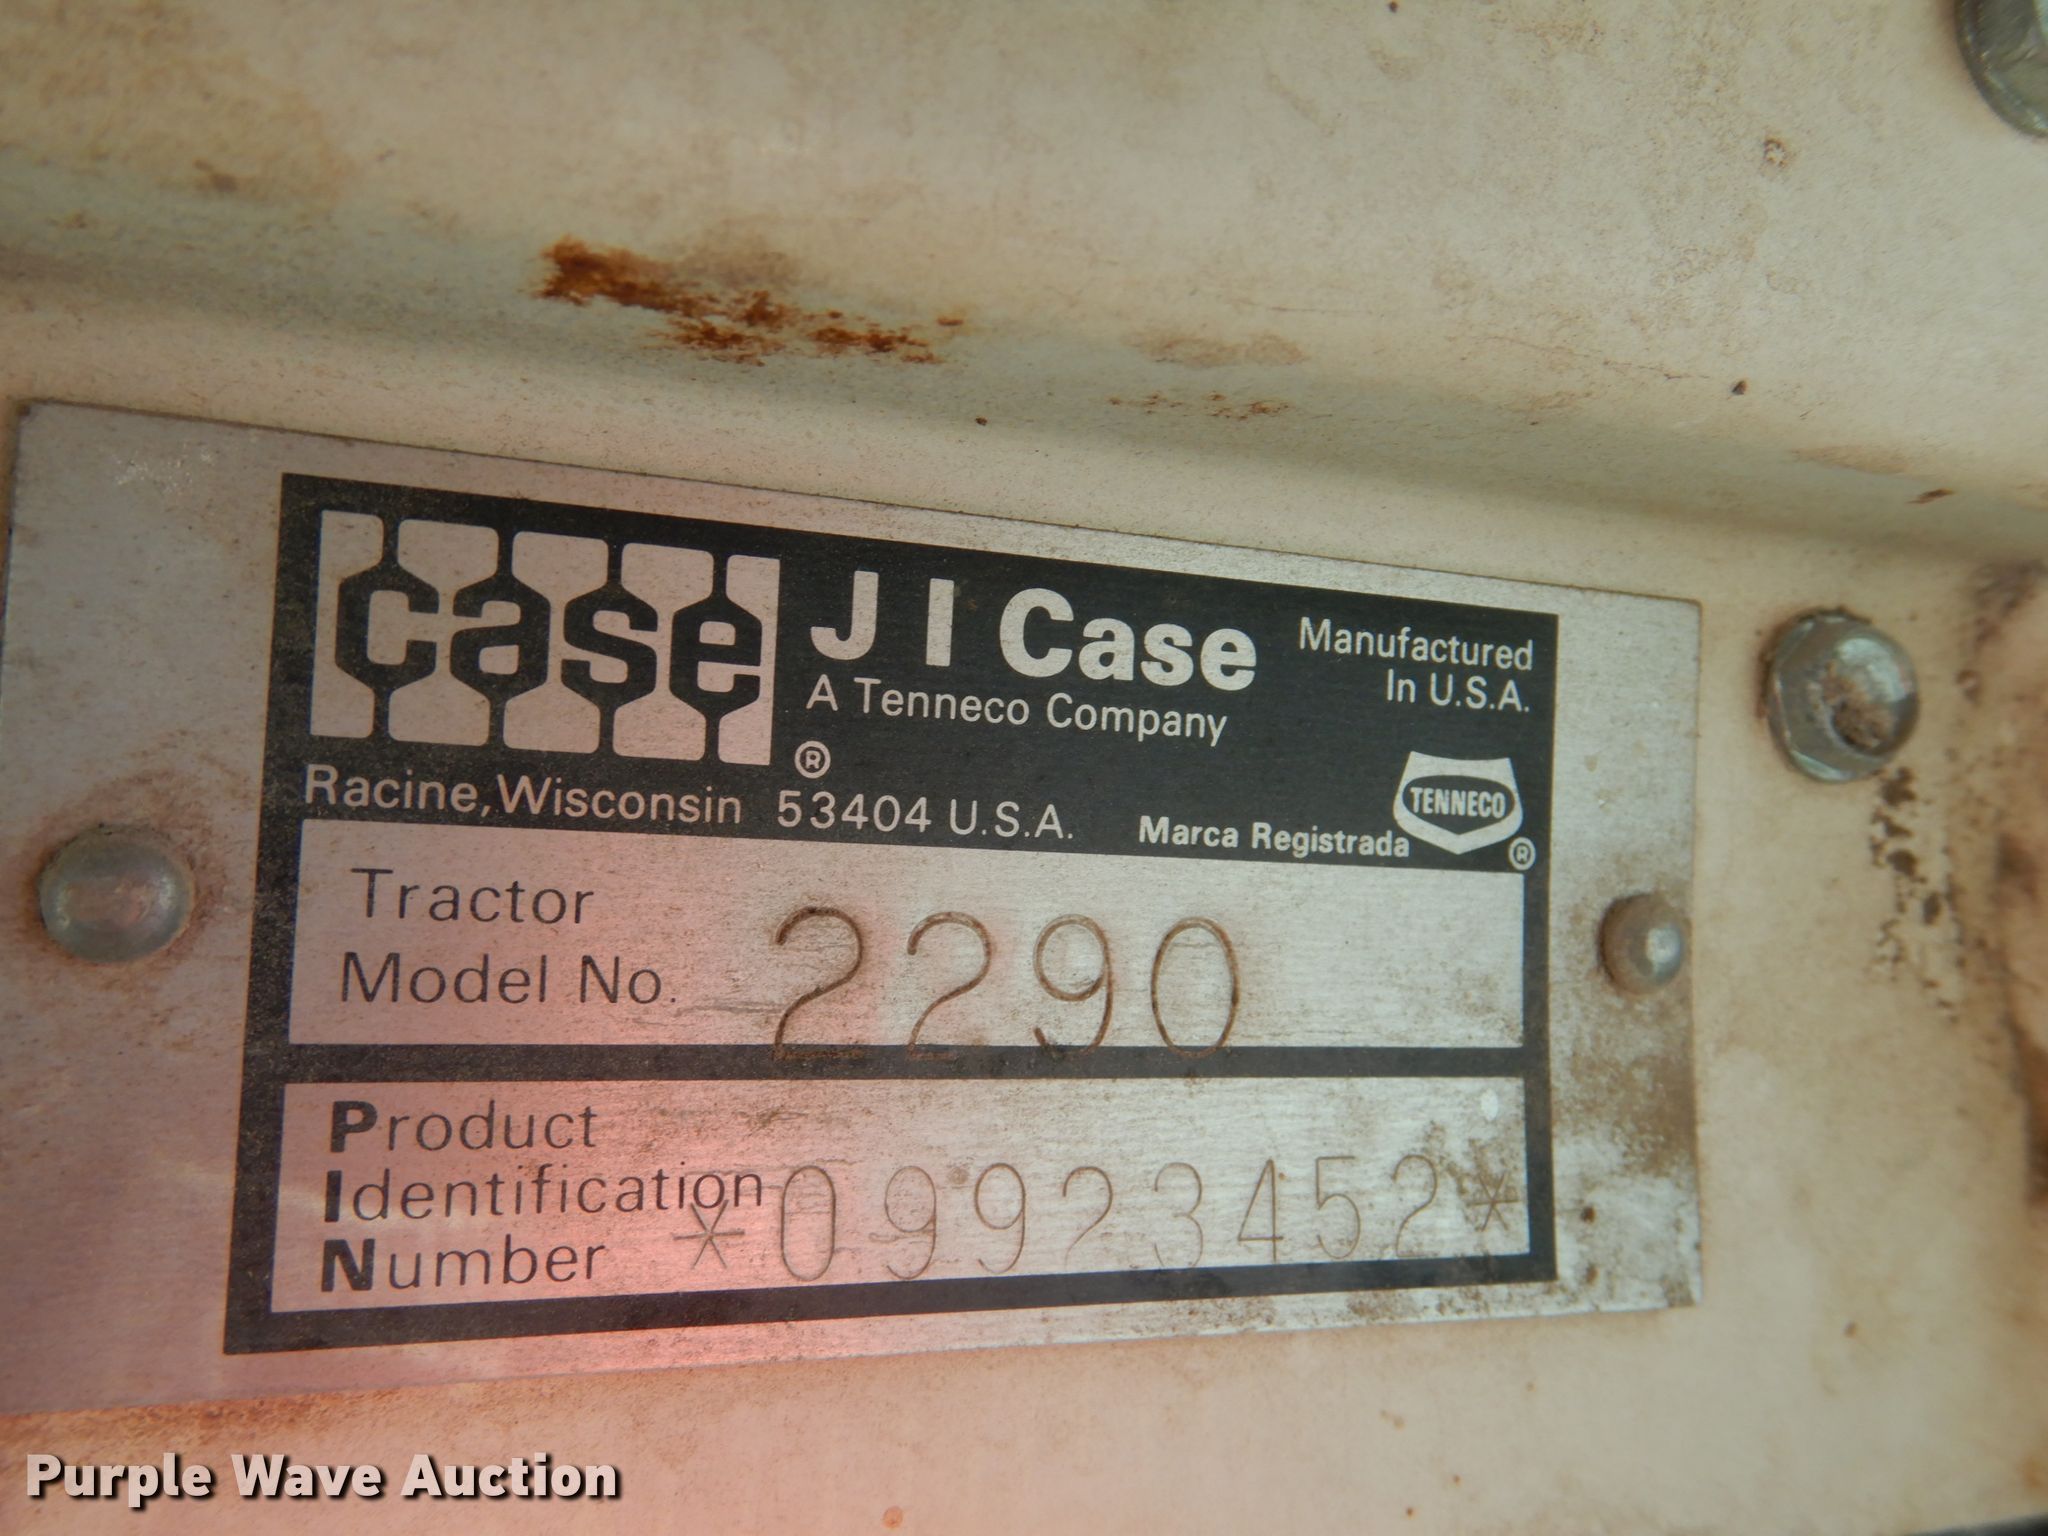 case
®
J I Case
A Tenneco Company
Manufactured
In U.S.A.
Racine, Wisconsin 53404 U.S.A.
Marca Registrada
TENNECO
®
Tractor
Model No. 2290
Product
Identification
Number *09923452*
Purple Wave Auction